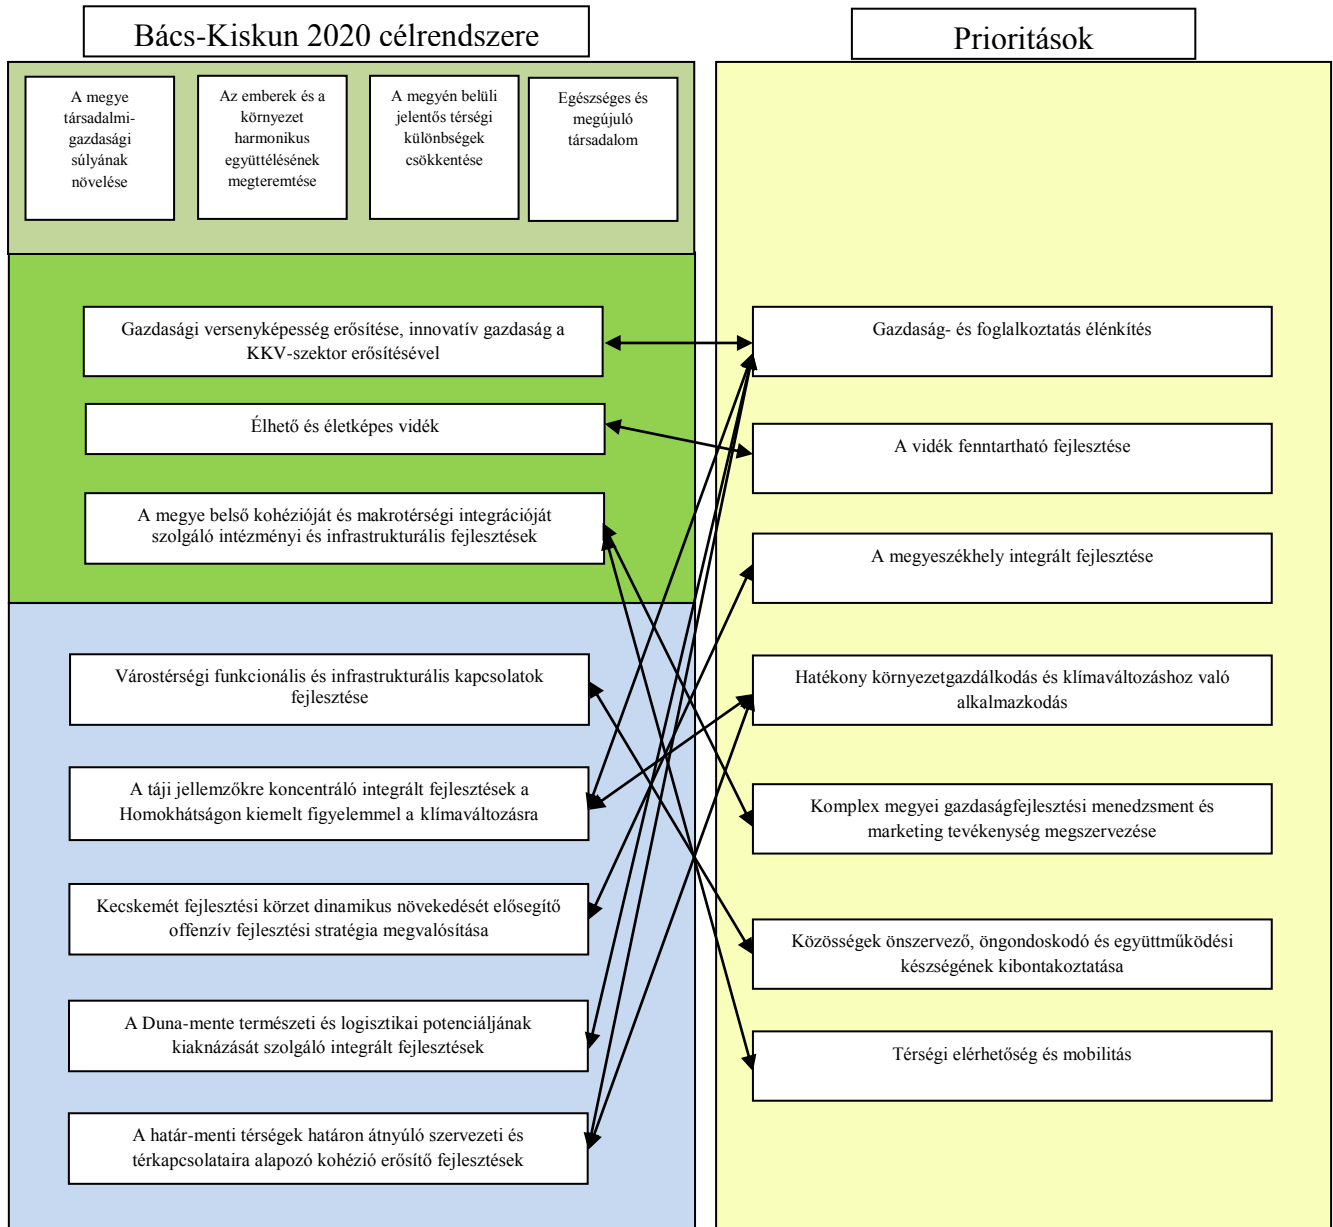 Bács-Kiskun 2020 célrendszere
Prioritások
A megye
társadalmi-
gazdasági
súlyának
növelése
Az emberek és a
környezet
harmonikus
együttélésének
megteremtése
A megyén belüli
jelentős térségi
különbségek
csökkentése
Egészséges és
megújuló
társadalom
Gazdasági versenyképesség erősítése, innovatív gazdaság a
KKV-szektor erősítésével
Élhető és életképes vidék
A megye belső kohézióját és makrotérségi integrációját
szolgáló intézményi és infrastrukturális fejlesztések
Várostérségi funkcionális és infrastrukturális kapcsolatok
fejlesztése
A táji jellemzőkre koncentráló integrált fejlesztések a
Homokhátságon kiemelt figyelemmel a klímaváltozásra
Kecskemét fejlesztési körzet dinamikus növekedését elősegítő
offenzív fejlesztési stratégia megvalósítása
A Duna-mente természeti és logisztikai potenciáljának
kiaknázását szolgáló integrált fejlesztések
A határ-menti térségek határon átnyúló szervezeti és
térkapcsolataira alapozó kohézió erősítő fejlesztések
Gazdaság- és foglalkoztatás élénkítés
A vidék fenntartható fejlesztése
A megyeszékhely integrált fejlesztése
Hatékony környezetgazdálkodás és klímaváltozáshoz való
alkalmazkodás
Komplex megyei gazdaságfejlesztési menedzsment és
marketing tevékenység megszervezése
Közösségek önszervező, öngondoskodó és együttműködési
készségének kibontakoztatása
Térségi elérhetőség és mobilitás